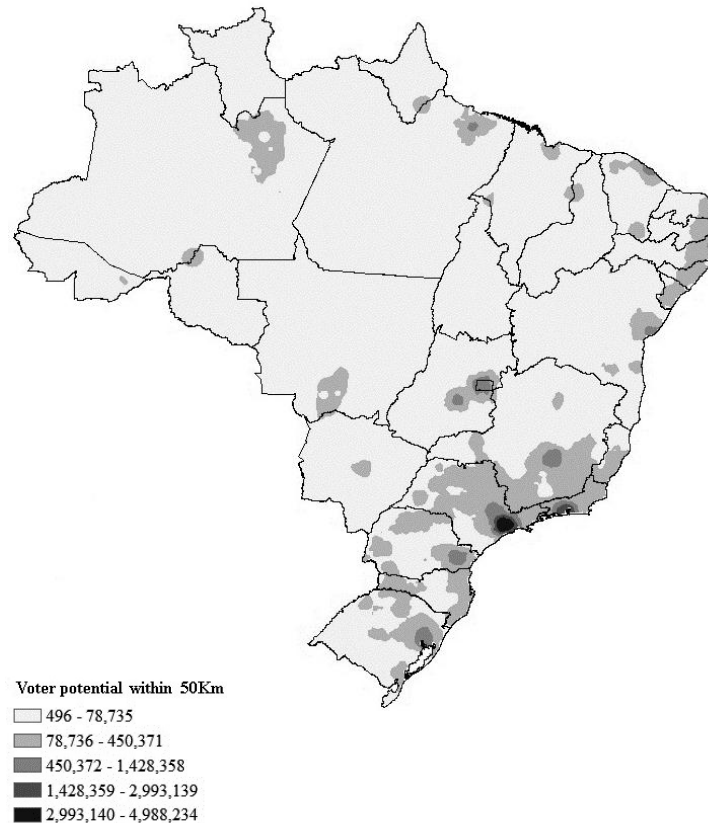 Voter potential within 50Km
496 - 78,735
78,736 - 450,371
450,372 - 1,428,358
1,428,359 - 2,993,139
2,993,140 - 4,988,234